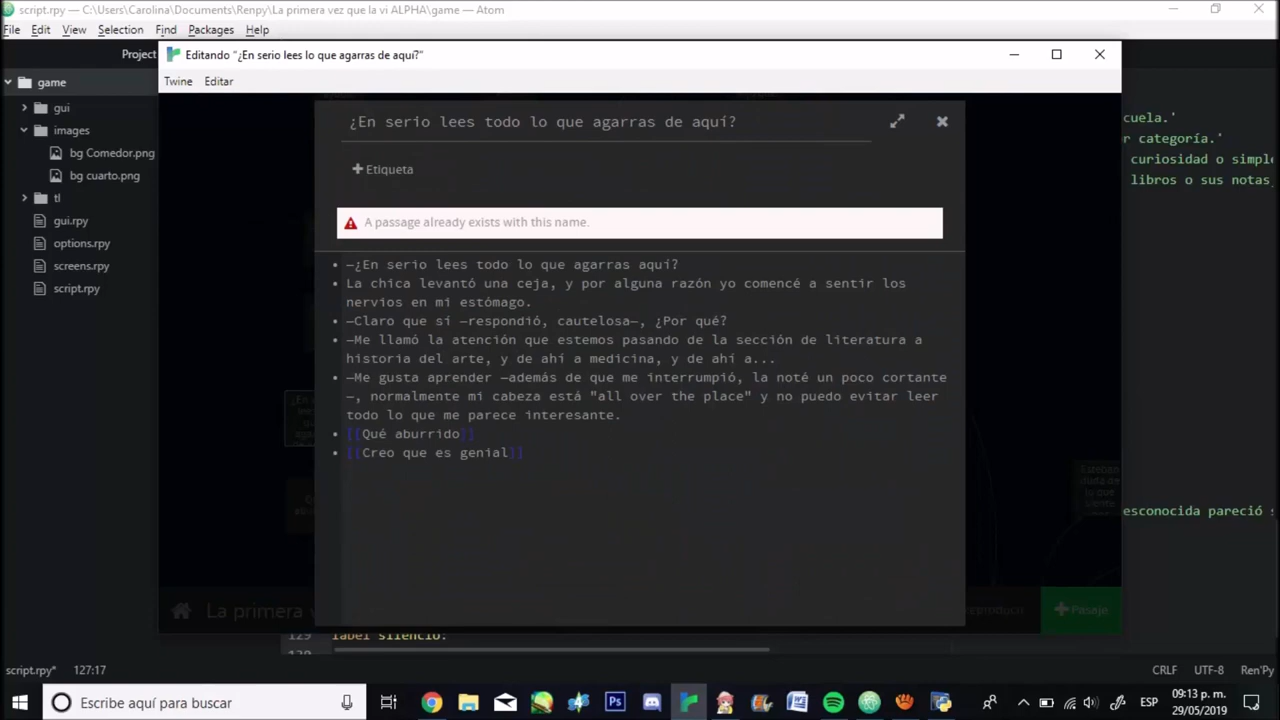 script.rpy — C:\Users\Carolina\Documents\Renpy\La primera vez que la vi ALPHA\game — Atom
File Edit View Selection Find Packages Help
Project
Editando “¿En serio lees lo que agarras de aquí?”
Twine Editar
game
gui
images
bg Comedor.png
bg cuarto.png
tl
gui.rpy
options.rpy
screens.rpy
script.rpy
¿En serio lees todo lo que agarras de aquí?
+ Etiqueta
A passage already exists with this name.
—¿En serio lees todo lo que agarras aquí?
La chica levantó una ceja, y por alguna razón yo comencé a sentir los
nervios en mi estómago.
—Claro que sí —respondió, cautelosa—, ¿Por qué?
—Me llamó la atención que estemos pasando de la sección de literatura a
historia del arte, y de ahí a medicina, y de ahí a...
—Me gusta aprender —además de que me interrumpió, la noté un poco cortante
—, normalmente mi cabeza está "all over the place" y no puedo evitar leer
todo lo que me parece interesante.
[[Qué aburrido]]
[[Creo que es genial]]
cuela.'
r categoría.'
curiosidad o simple
libros o sus notas
esconocida pareció s
Esteban
duda de
lo que
siente
La primera v
+ Pasaje
129 label silencio:
script.rpy* 127:17
CRLF UTF-8 Ren'Py
Escribe aquí para buscar
ESP
09:13 p. m.
29/05/2019